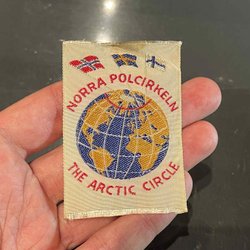 NORRA POLCIRKELN
THE ARCTIC CIRCLE